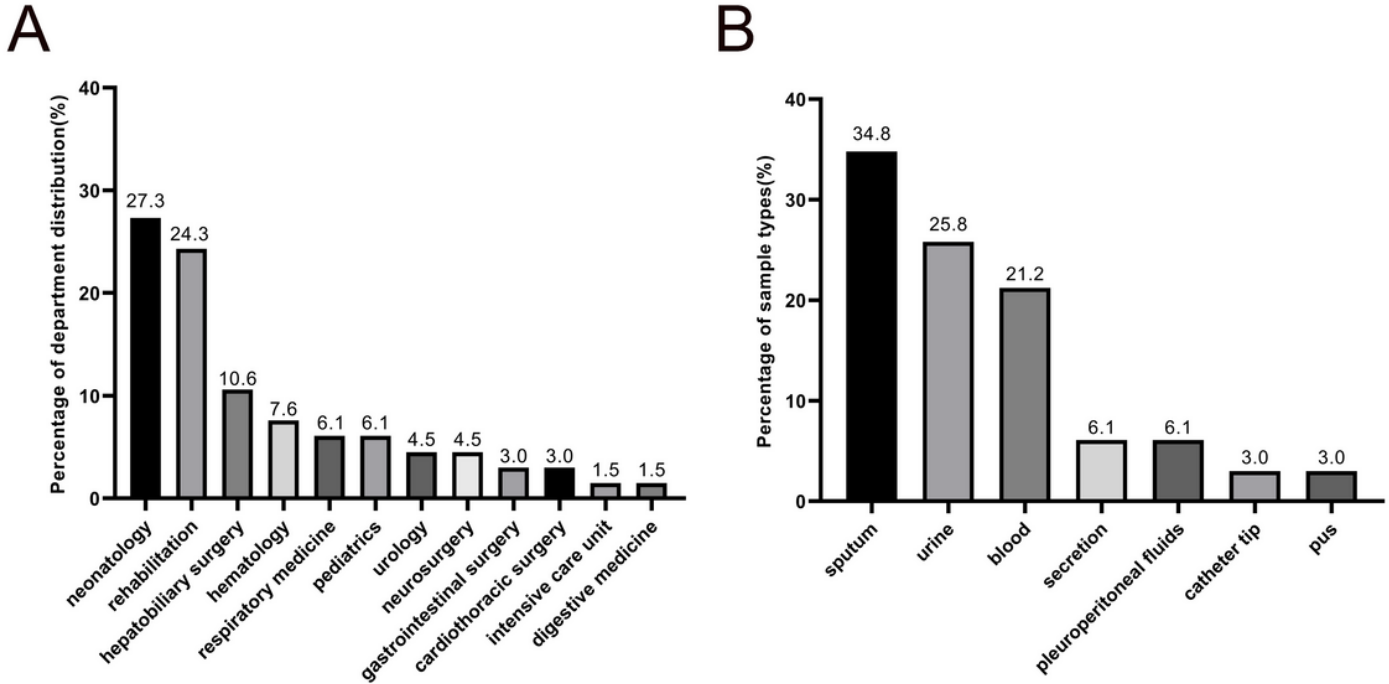 A
Percentage of department distribution(%)
40
30
20
10
0
27.3
24.3
10.6
7.6
6.1
6.1
4.5
4.5
3.0
3.0
1.5
1.5
neonatology
rehabilitation
hepatobiliary surgery
hematology
respiratory medicine
pediatrics
urology
neurosurgery
gastrointestinal surgery
cardiothoracic surgery
intensive care unit
digestive medicine
B
Percentage of sample types(%)
40
30
20
10
0
34.8
25.8
21.2
6.1
6.1
3.0
3.0
sputum
urine
blood
secretion
pleuroperitoneal fluids
catheter tip
pus